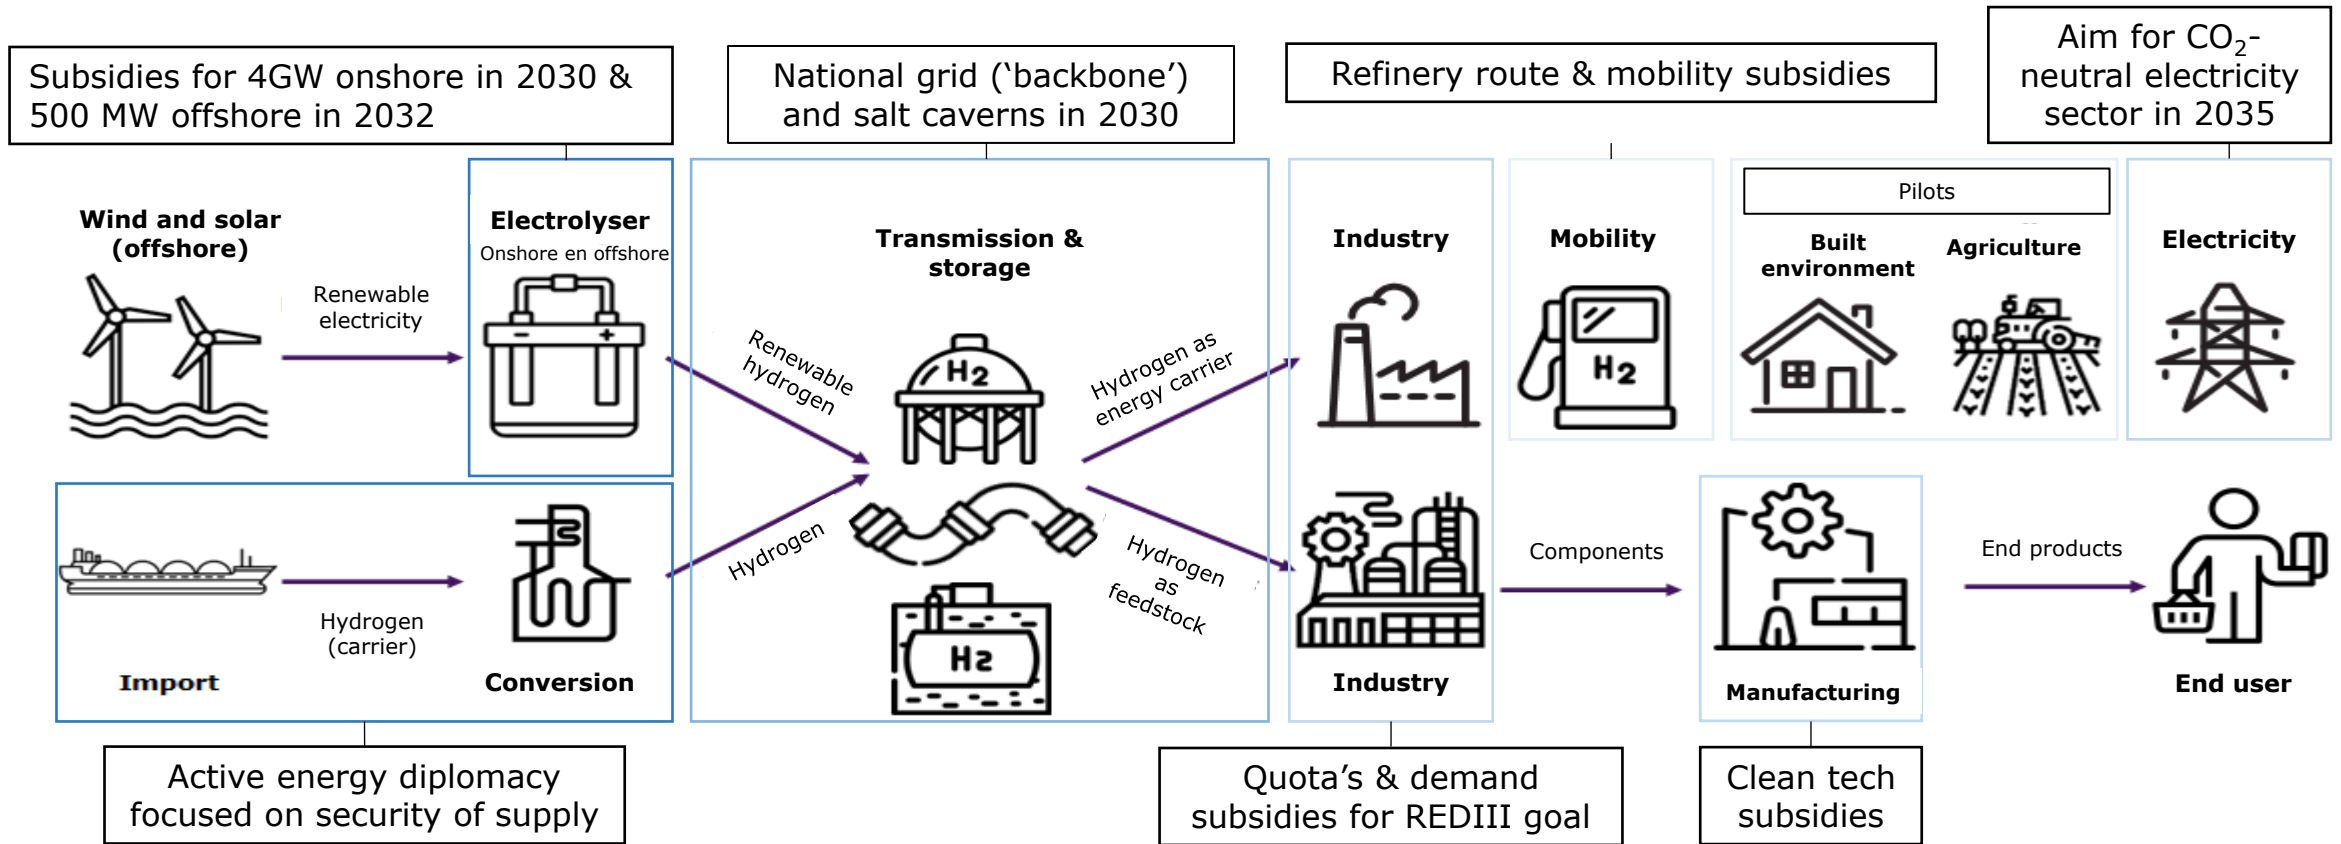 Subsidies for 4GW onshore in 2030 &
500 MW offshore in 2032
National grid (‘backbone’)
and salt caverns in 2030
Refinery route & mobility subsidies
Aim for CO₂-
neutral electricity
sector in 2035
Wind and solar
(offshore)
Renewable
electricity
Electrolyser
Onshore en offshore
- +
Renewable
hydrogen
Transmission &
storage
H2
Hydrogen as
energy carrier
Industry
Mobility
H2
Pilots
Built
environment
Agriculture
Electricity
Import
Hydrogen
(carrier)
Conversion
Hydrogen
H2
Hydrogen
as
feedstock
Industry
Components
Manufacturing
End products
End user
Active energy diplomacy
focused on security of supply
Quota’s & demand
subsidies for REDIII goal
Clean tech
subsidies